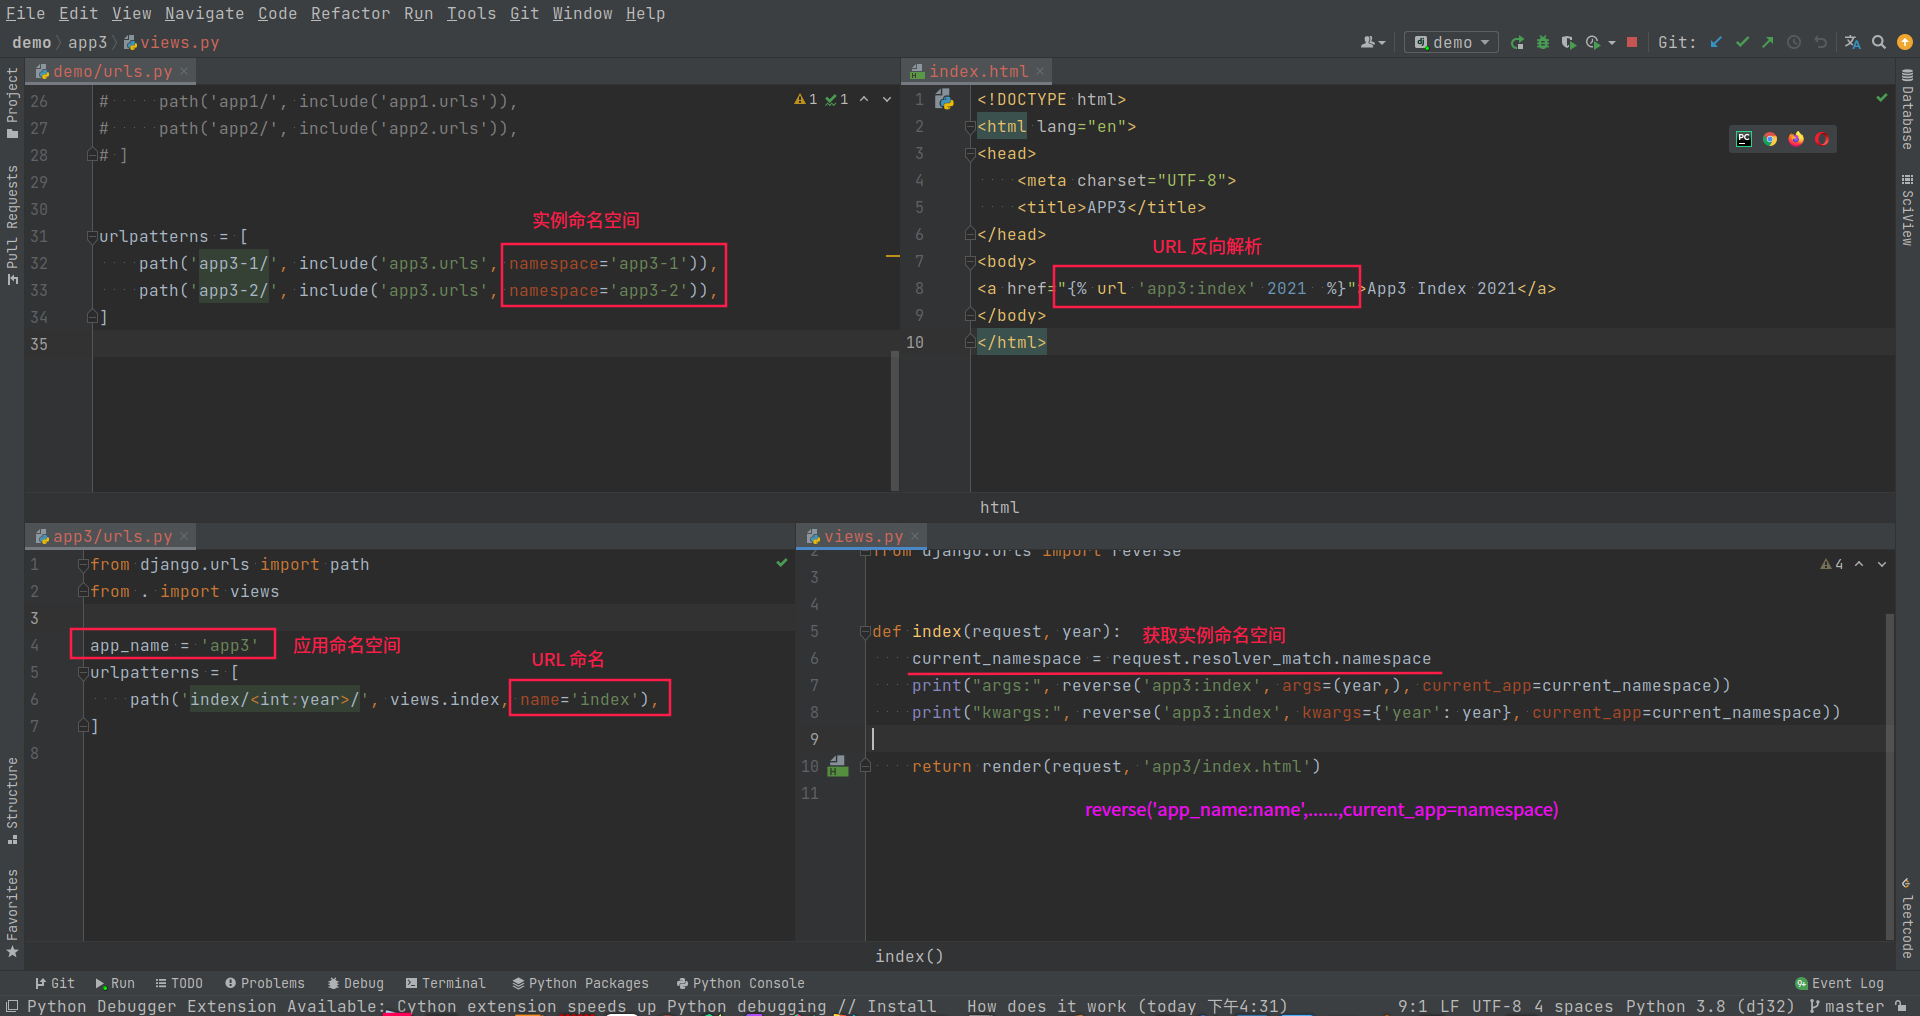 File Edit View Navigate Code Refactor Run Tools Git Window Help
demo app3 views.py
demo
Git:
Project
Pull Requests
Structure
Favorites
demo/urls.py
1 1
26 # path('app1/', include('app1.urls')),
27 # path('app2/', include('app2.urls')),
28 # ]
29
30
实例命名空间
31 urlpatterns = [
32 path('app3-1/', include('app3.urls', namespace='app3-1')),
33 path('app3-2/', include('app3.urls', namespace='app3-2')),
34 ]
35
index.html
1 <!DOCTYPE html>
2 <html lang="en">
3 <head>
4 <meta charset="UTF-8">
5 <title>APP3</title>
6 </head>
URL 反向解析
7 <body>
8 <a href="{% url 'app3:index' 2021  %}">App3 Index 2021</a>
9 </body>
10 </html>
html
Database
SciView
leetcode
app3/urls.py
1 from django.urls import path
2 from . import views
3
4 app_name = 'app3' 应用命名空间
URL 命名
5 urlpatterns = [
6 path('index/<int:year>/', views.index, name='index'),
7 ]
8
views.py
4
2 from django.urls import reverse
3
4
5 def index(request, year): 获取实例命名空间
6 current_namespace = request.resolver_match.namespace
7 print("args:", reverse('app3:index', args=(year,), current_app=current_namespace))
8 print("kwargs:", reverse('app3:index', kwargs={'year': year}, current_app=current_namespace))
9
10 return render(request, 'app3/index.html')
11
reverse('app_name:name',......,current_app=namespace)
index()
Git Run TODO Problems Debug Terminal Python Packages Python Console Event Log
Python Debugger Extension Available: Cython extension speeds up Python debugging // Install How does it work (today 下午4:31) 9:1 LF UTF-8 4 spaces Python 3.8 (dj32) master